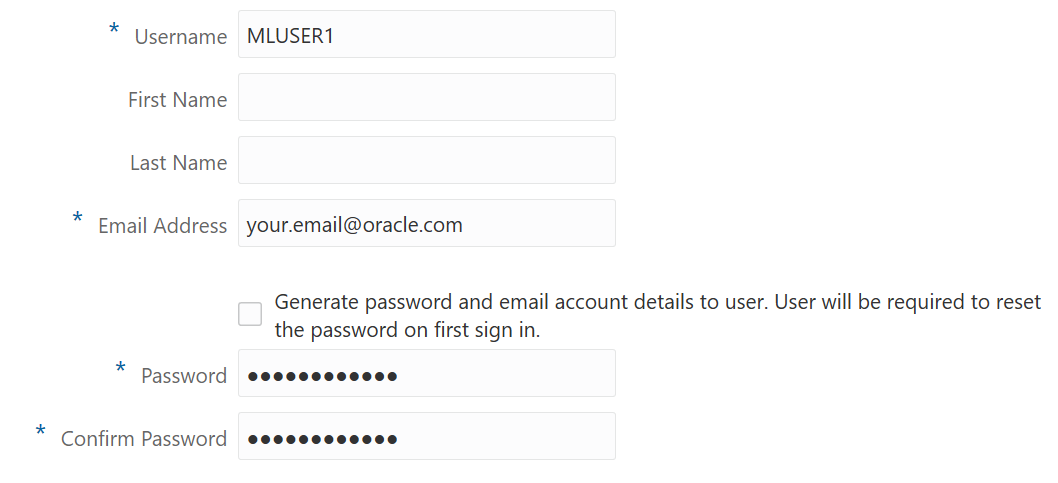 * Username MLUSER1
First Name
Last Name
* Email Address your.email@oracle.com
Generate password and email account details to user. User will be required to reset
the password on first sign in.
* Password ●●●●●●●●●●●●
* Confirm Password ●●●●●●●●●●●●